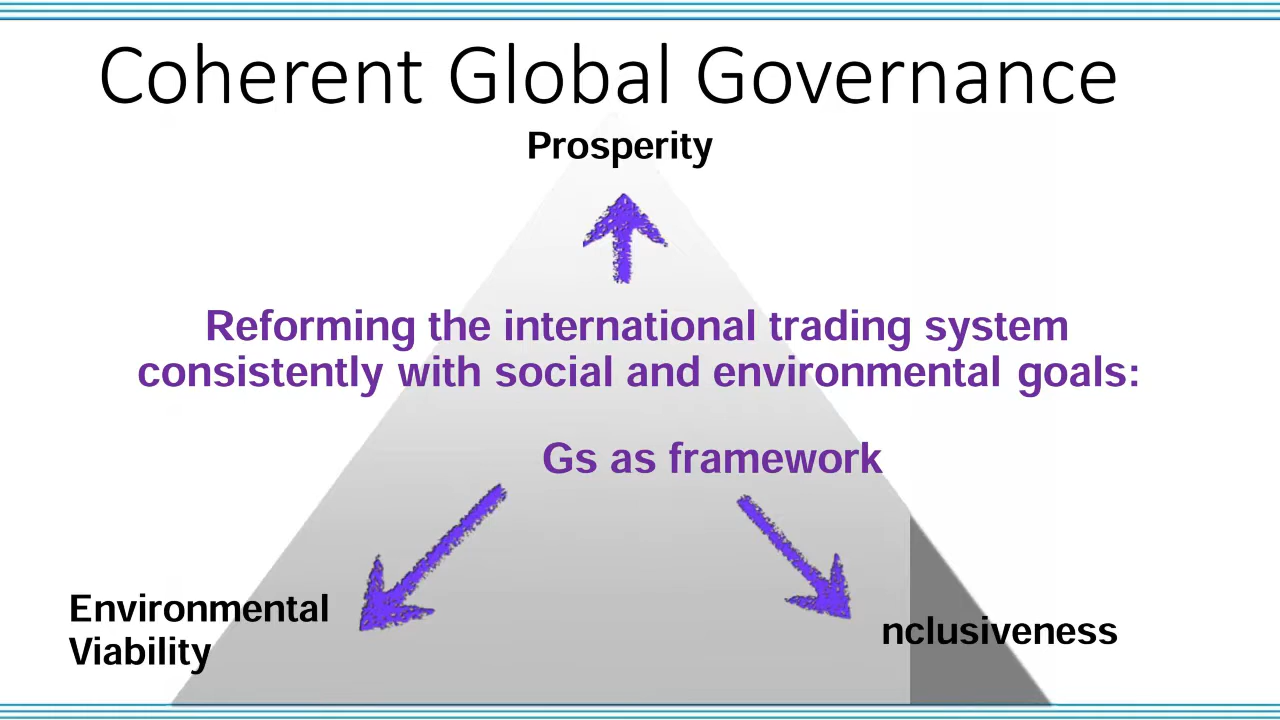 Coherent Global Governance
Prosperity
Reforming the international trading system
consistently with social and environmental goals:
Gs as framework
Environmental
Viability
nclusiveness